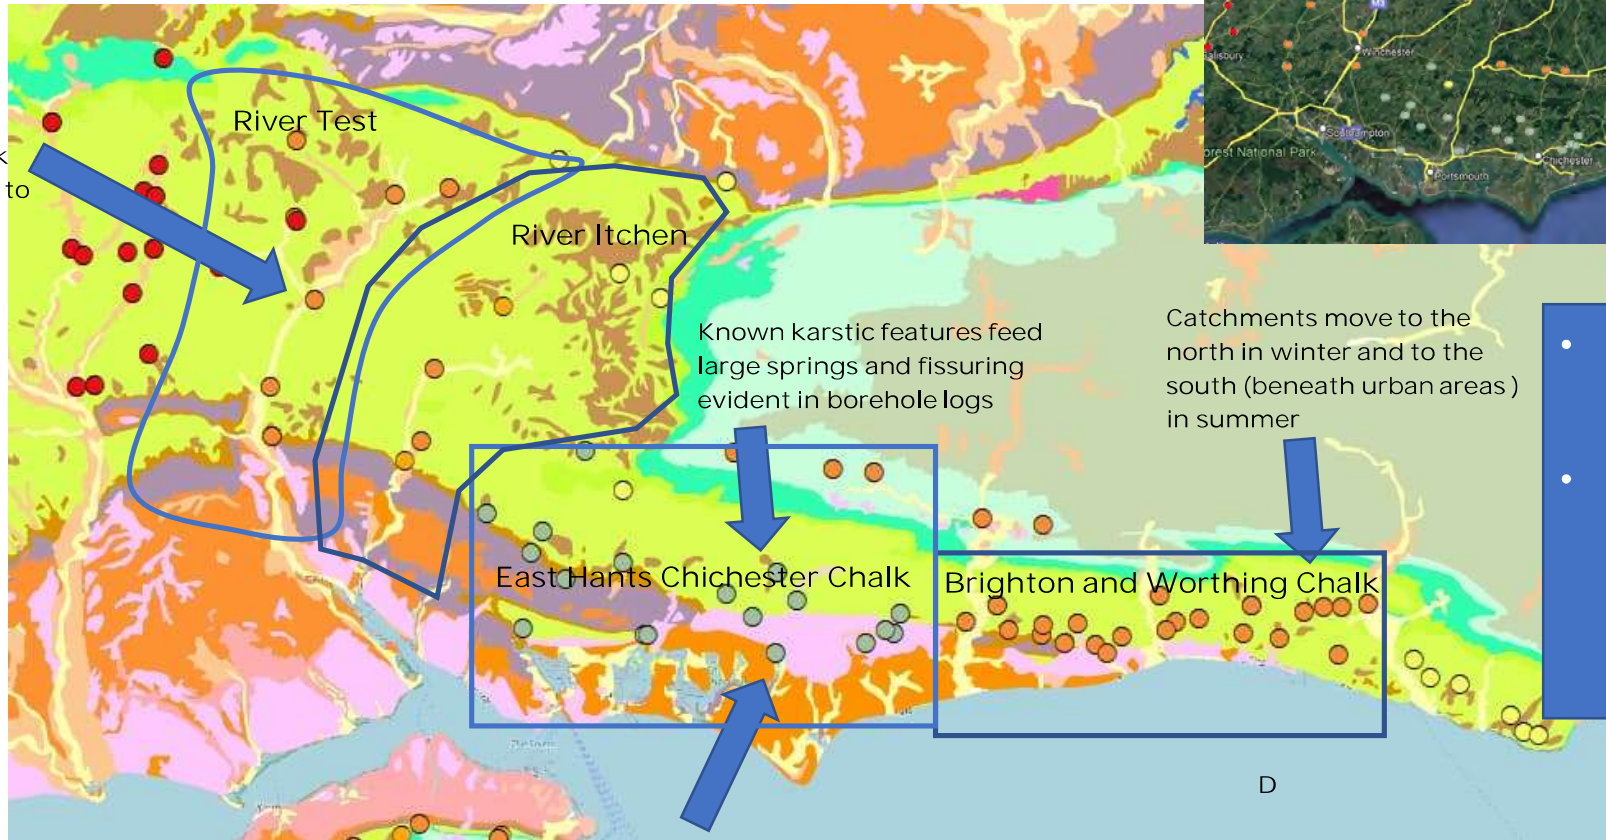 M3
Salisbury
Winchester
Southampton
orest National Park
Chichester
Portsmouth
River Test
k
to
River Itchen
Known karstic features feed
large springs and fissuring
evident in borehole logs
Catchments move to the
north in winter and to the
south (beneath urban areas )
in summer
East Hants Chichester Chalk
Brighton and Worthing Chalk
D